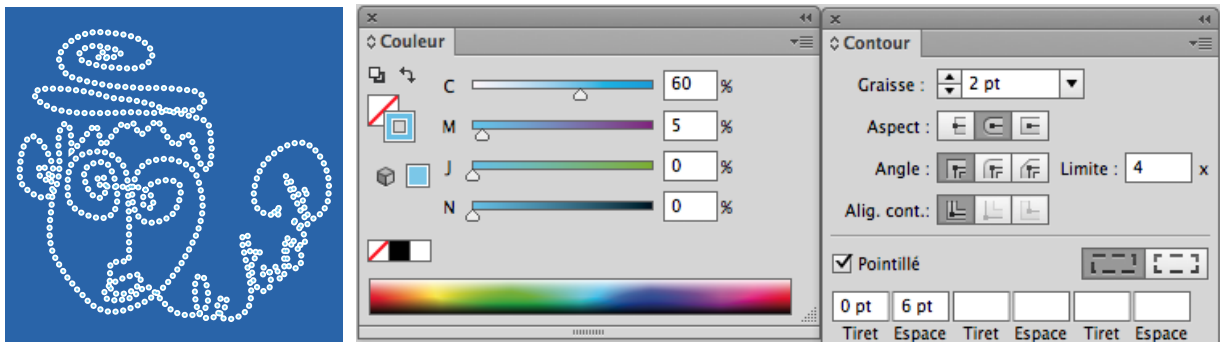 Couleur
C 60 %
M 5 %
J 0 %
N 0 %
Contour
Graisse : 2 pt
Aspect :
Angle : Limite : 4 x
Alig. cont.:
Pointillé
0 pt 6 pt
Tiret Espace Tiret Espace Tiret Espace